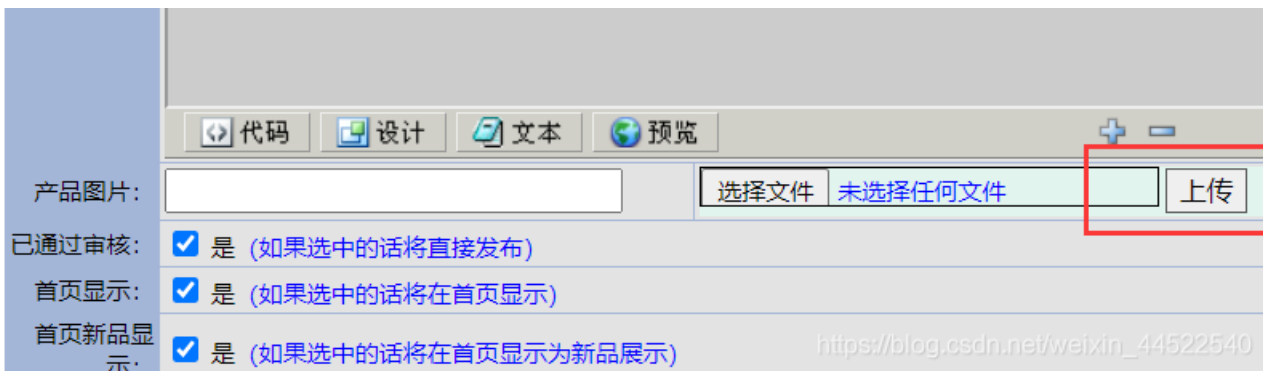 代码 设计 文本 预览
产品图片： 选择文件 未选择任何文件 上传
已通过审核： 是 (如果选中的话将直接发布)
首页显示： 是 (如果选中的话将在首页显示)
首页新品显
示： 是 (如果选中的话将在首页显示为新品展示)
https://blog.csdn.net/weixin_44522540